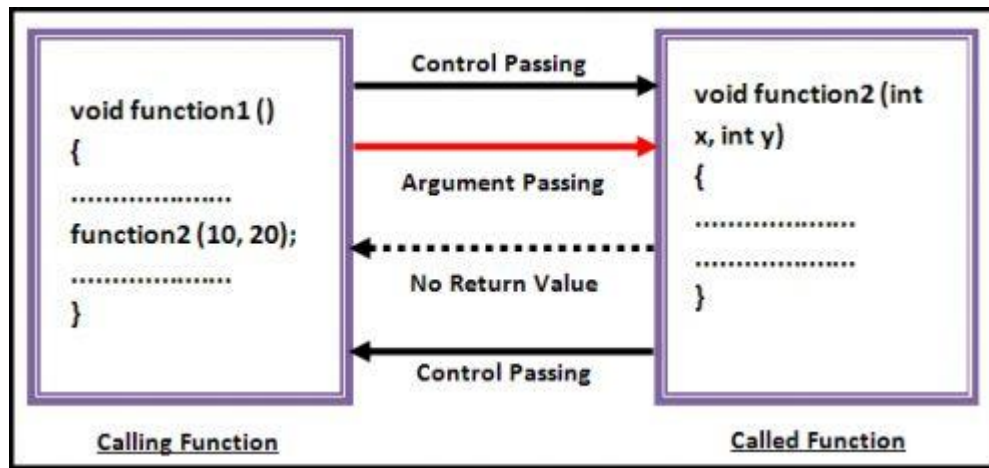 void function1 ()
{
....................
function2 (10, 20);
....................
}
Calling Function
Control Passing
Argument Passing
No Return Value
Control Passing
void function2 (int
x, int y)
{
....................
....................
}
Called Function